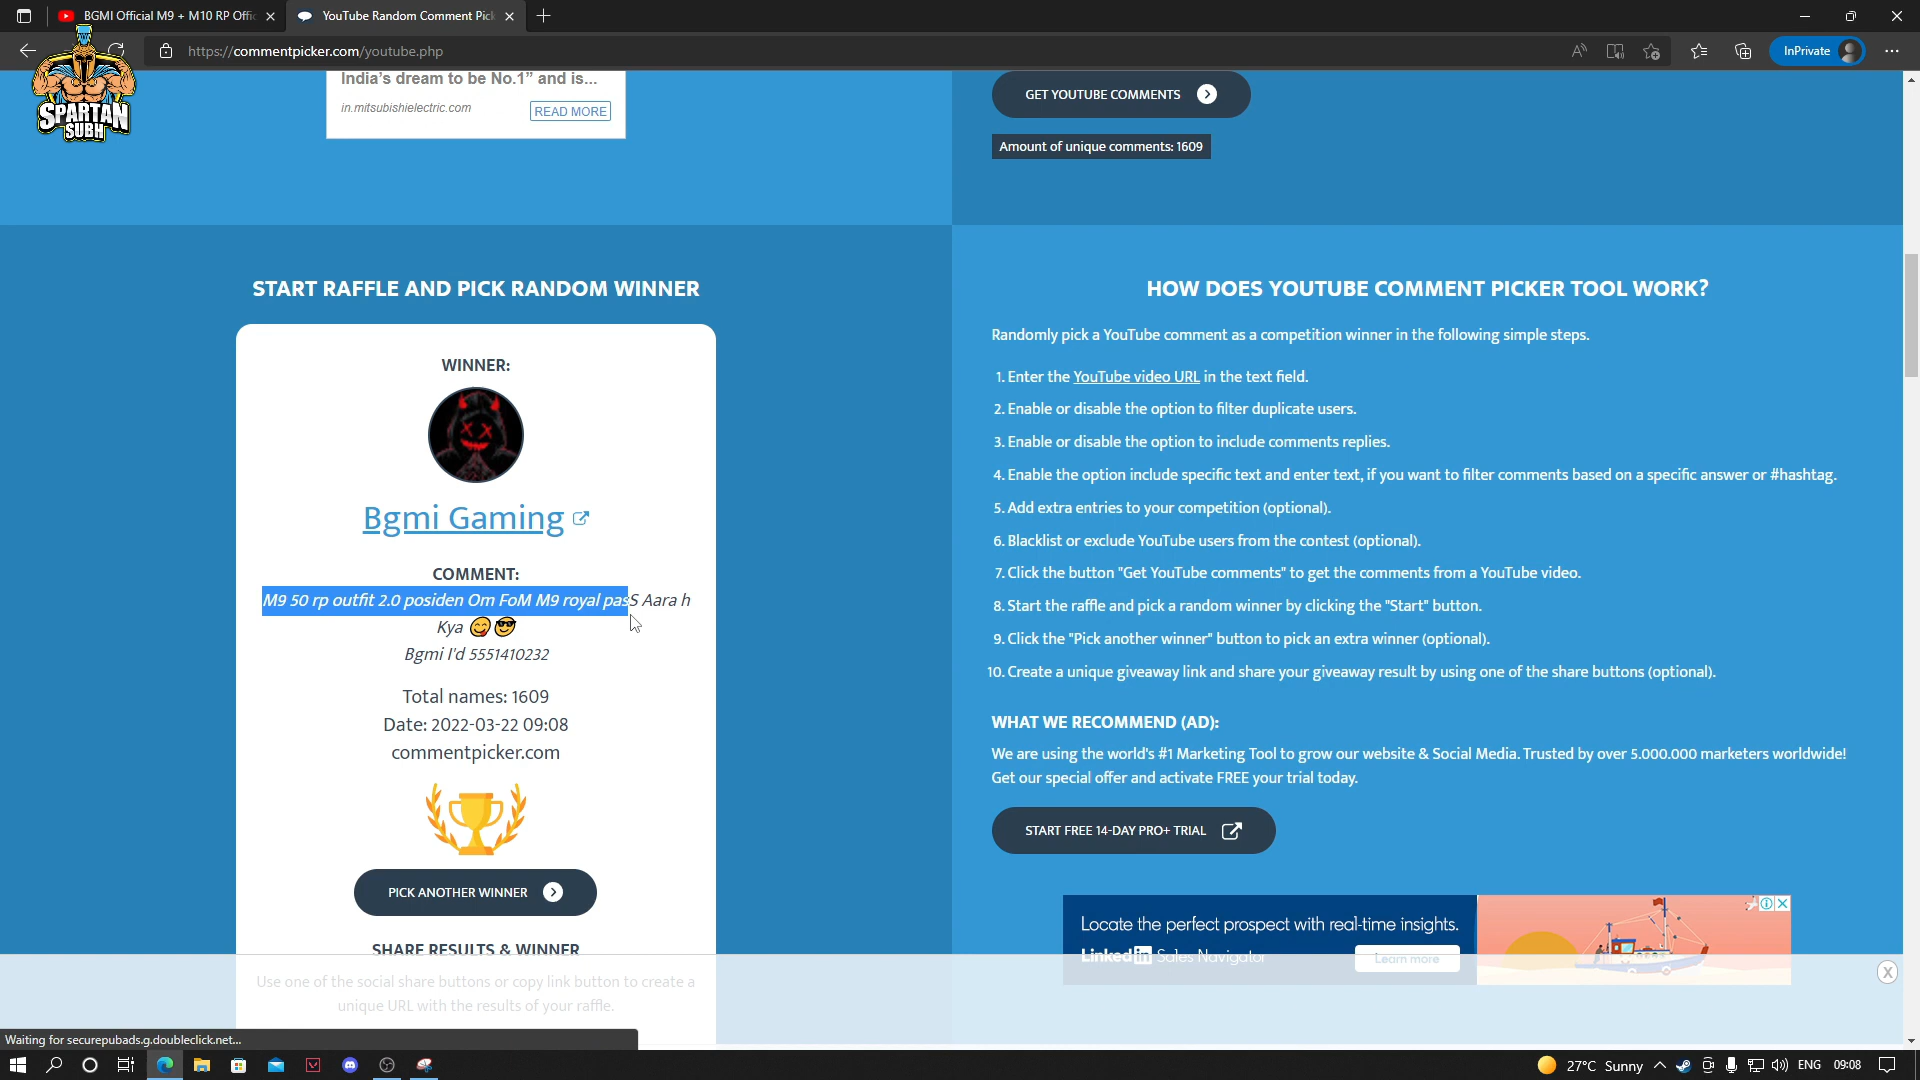 BGMI Official M9 + M10 RP Offic
YouTube Random Comment Pick
https://commentpicker.com/youtube.php
InPrivate
SPARTAN
SUBH
India's dream to be No.1” and is...
in.mitsubishielectric.com
READ MORE
GET YOUTUBE COMMENTS
Amount of unique comments: 1609
START RAFFLE AND PICK RANDOM WINNER
WINNER:
Bgmi Gaming
COMMENT:
M9 50 rp outfit 2.0 posiden Om FoM M9 royal pasS Aara h
Kya 😋😎
Bgmi I'd 5551410232
Total names: 1609
Date: 2022-03-22 09:08
commentpicker.com
PICK ANOTHER WINNER
SHARE RESULTS & WINNER
Use one of the social share buttons or copy link button to create a
unique URL with the results of your raffle.
HOW DOES YOUTUBE COMMENT PICKER TOOL WORK?
Randomly pick a YouTube comment as a competition winner in the following simple steps.
1. Enter the YouTube video URL in the text field.
2. Enable or disable the option to filter duplicate users.
3. Enable or disable the option to include comments replies.
4. Enable the option include specific text and enter text, if you want to filter comments based on a specific answer or #hashtag.
5. Add extra entries to your competition (optional).
6. Blacklist or exclude YouTube users from the contest (optional).
7. Click the button "Get YouTube comments" to get the comments from a YouTube video.
8. Start the raffle and pick a random winner by clicking the "Start" button.
9. Click the "Pick another winner" button to pick an extra winner (optional).
10. Create a unique giveaway link and share your giveaway result by using one of the share buttons (optional).
WHAT WE RECOMMEND (AD):
We are using the world's #1 Marketing Tool to grow our website & Social Media. Trusted by over 5.000.000 marketers worldwide!
Get our special offer and activate FREE your trial today.
START FREE 14-DAY PRO+ TRIAL
Locate the perfect prospect with real-time insights.
LinkedIn Sales Navigator
Learn more
Waiting for securepubads.g.doubleclick.net...
27°C Sunny
ENG
09:08